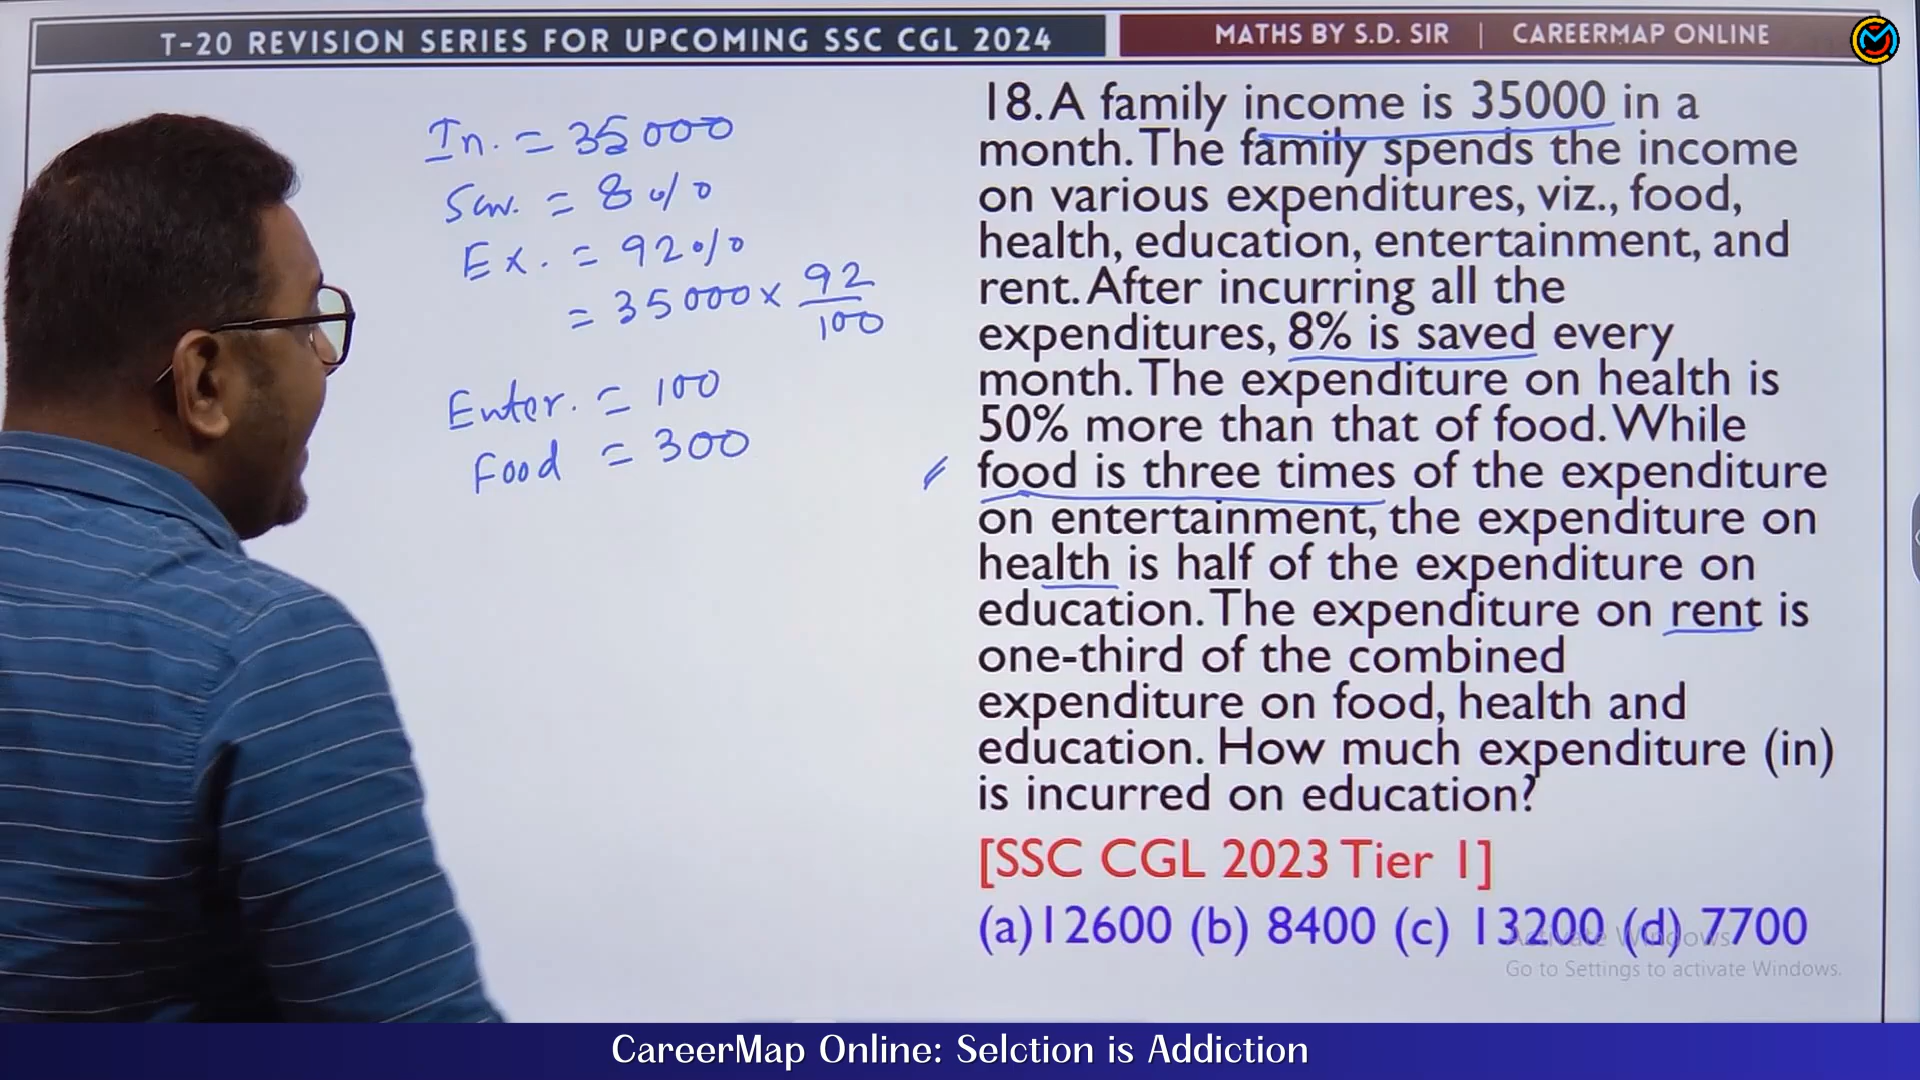 T-20 REVISION SERIES FOR UPCOMING SSC CGL 2024
MATHS BY S.D. SIR | CAREERMAP ONLINE
In. = 35000
Sav. = 8%
Ex. = 92%
= 35000 × 92/100
Enter. = 100
Food = 300
18. A family income is 35000 in a
month. The family spends the income
on various expenditures, viz., food,
health, education, entertainment, and
rent. After incurring all the
expenditures, 8% is saved every
month. The expenditure on health is
50% more than that of food. While
food is three times of the expenditure
on entertainment, the expenditure on
health is half of the expenditure on
education. The expenditure on rent is
one-third of the combined
expenditure on food, health and
education. How much expenditure (in)
is incurred on education?
[SSC CGL 2023 Tier 1]
(a) 12600 (b) 8400 (c) 13200 (d) 7700
Activate Windows
Go to Settings to activate Windows.
CareerMap Online: Selction is Addiction